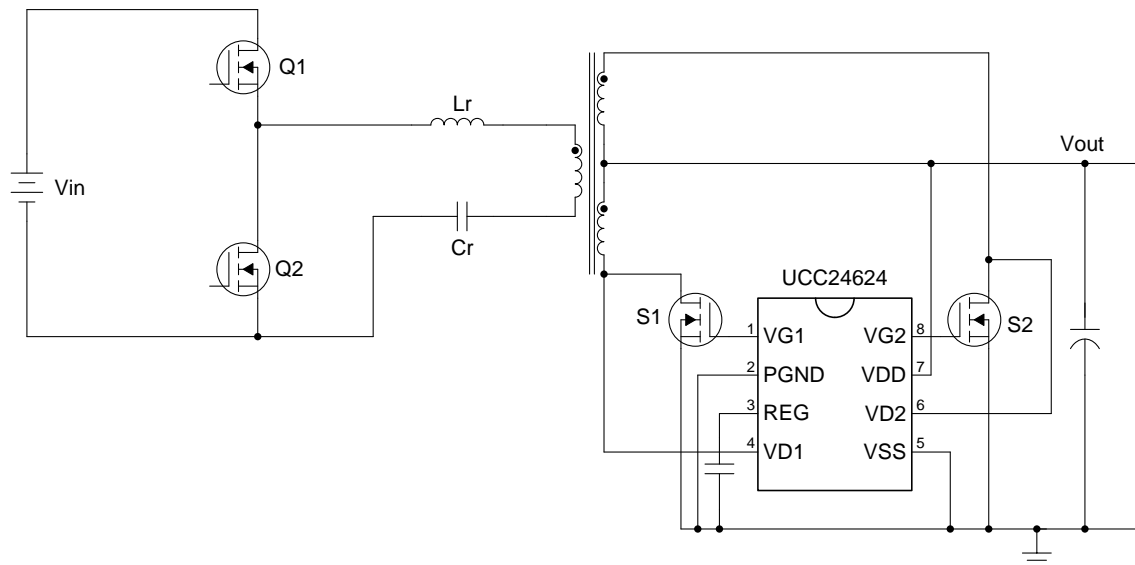 Q1
Lr
Vout
Vin
Cr
Q2
UCC24624
S1
S2
1 VG1 VG2 8
2 PGND VDD 7
3 REG VD2 6
4 VD1 VSS 5